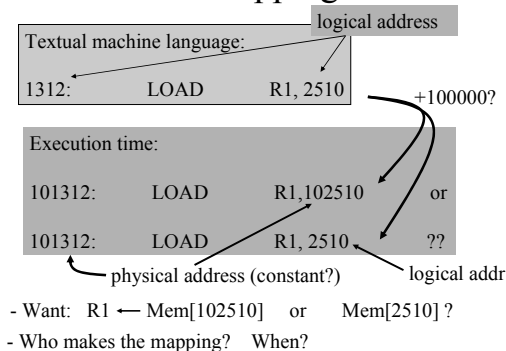 logical address
Textual machine language:
1312: LOAD R1, 2510
+100000?
Execution time:
101312: LOAD R1,102510 or
101312: LOAD R1, 2510 ??
physical address (constant?) logical addr
- Want: R1 ← Mem[102510] or Mem[2510] ?
- Who makes the mapping? When?